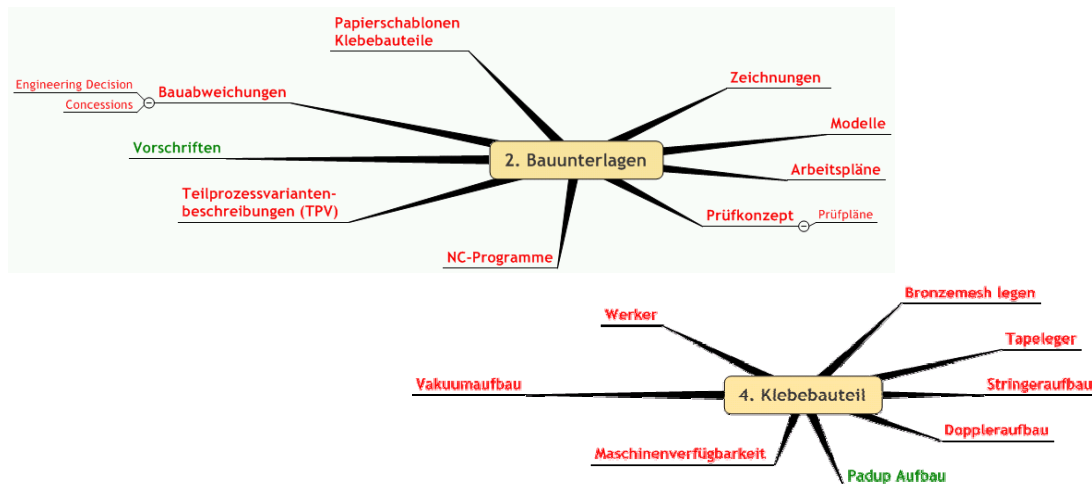 Papierschablonen
Klebebauteile
Zeichnungen
Engineering Decision
Bauabweichungen
Concessions
Modelle
Vorschriften
2. Bauunterlagen
Arbeitspläne
Teilprozessvarianten-
beschreibungen (TPV)
Prüfkonzept
Prüfpläne
NC-Programme
Bronzemesh legen
Werker
Tapeleger
Vakuumaufbau
4. Klebebauteil
Stringeraufbau
Doppleraufbau
Maschinenverfügbarkeit
Padup Aufbau